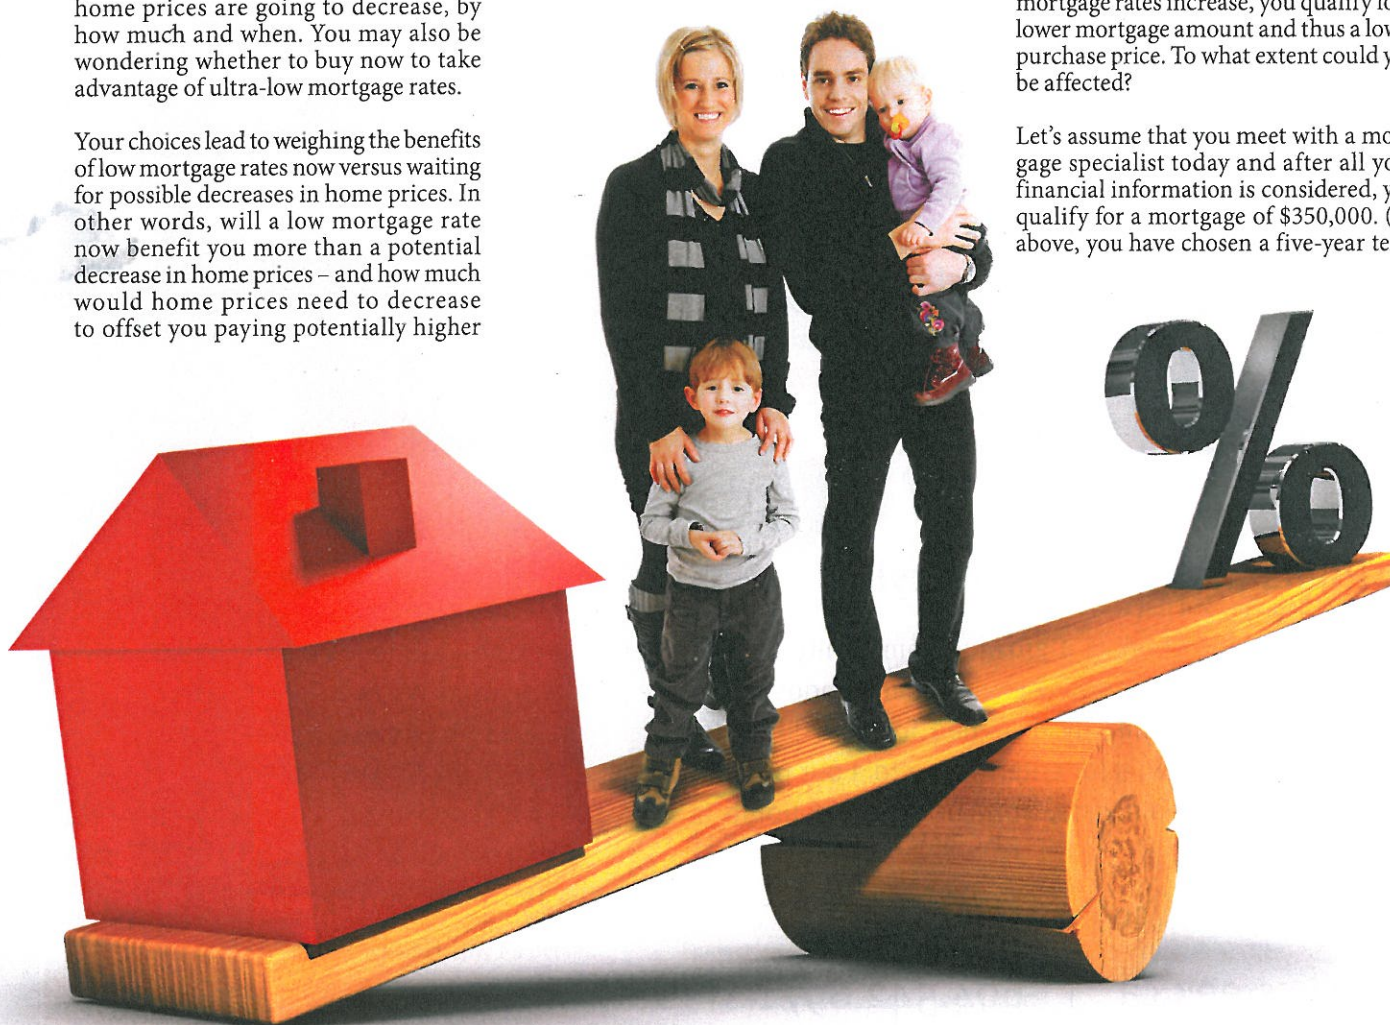 home prices are going to decrease, by
how much and when. You may also be
wondering whether to buy now to take
advantage of ultra-low mortgage rates.
Your choices lead to weighing the benefits
of low mortgage rates now versus waiting
for possible decreases in home prices. In
other words, will a low mortgage rate
now benefit you more than a potential
decrease in home prices – and how much
would home prices need to decrease
to offset you paying potentially higher
mortgage rates increase, you qualify
lower mortgage amount and thus a
purchase price. To what extent could
be affected?
Let's assume that you meet with a
gage specialist today and after all
financial information is considered,
qualify for a mortgage of $350,000.
above, you have chosen a five-year
%